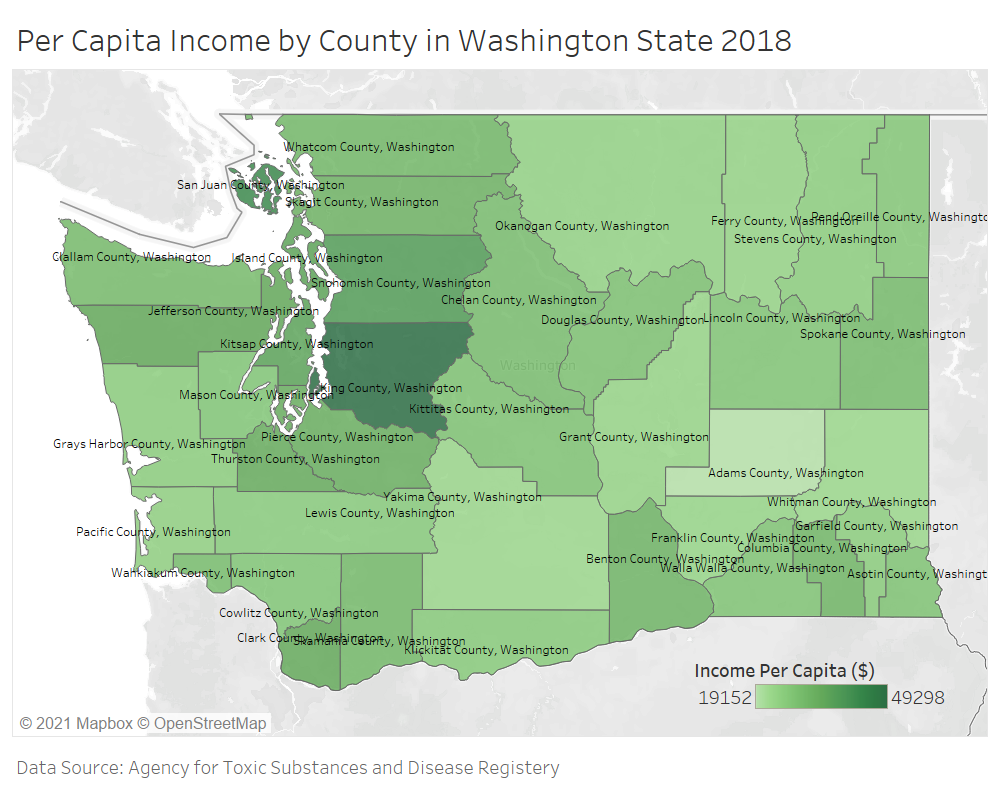 Per Capita Income by County in Washington State 2018
Whatcom County, Washington
San Juan County, Washington
Skagit County, Washington
Okanogan County, Washington
Ferry County, Washington
Pend Oreille County, Washingto
Stevens County, Washington
Clallam County, Washington
Island County, Washington
Snohomish County, Washington
Chelan County, Washington
Jefferson County, Washington
Douglas County, Washington
Lincoln County, Washington
Spokane County, Washington
Kitsap County, Washington
Washington
King County, Washington
Mason County, Washington
Kittitas County, Washington
Pierce County, Washington
Grant County, Washington
Grays Harbor County, Washington
Thurston County, Washington
Adams County, Washington
Yakima County, Washington
Whitman County, Washington
Lewis County, Washington
Garfield County, Washington
Pacific County, Washington
Franklin County, Washington
Columbia County, Washington
Benton County, Washington
Walla Walla County, Washington
Wahkiakum County, Washington
Asotin County, Washingt
Cowlitz County, Washington
Clark County, Washington
Skamania County, Washington
Klickitat County, Washington
Income Per Capita ($)
19152 49298
© 2021 Mapbox © OpenStreetMap
Data Source: Agency for Toxic Substances and Disease Registery